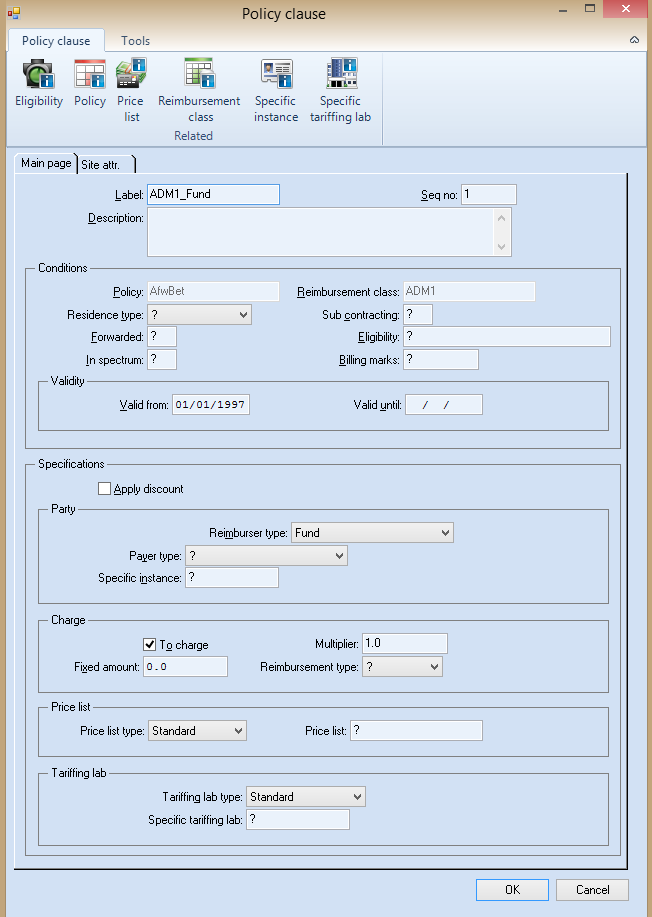 Policy clause
Policy clause Tools
Eligibility Policy Price list Reimbursement class Specific instance Specific tariffing lab
Related
Main page Site attr.
Label: ADM1_Fund Seq no: 1
Description:
Conditions
Policy: AfwBet Reimbursement class: ADM1
Residence type: ? Sub contracting: ?
Forwarded: ? Eligibility: ?
In spectrum: ? Billing marks: ?
Validity
Valid from: 01/01/1997 Valid until: / /
Specifications
Apply discount
Party
Reimburser type: Fund
Payer type: ?
Specific instance: ?
Charge
To charge Multiplier: 1.0
Fixed amount: 0.0 Reimbursement type: ?
Price list
Price list type: Standard Price list: ?
Tariffing lab
Tariffing lab type: Standard
Specific tariffing lab: ?
OK Cancel